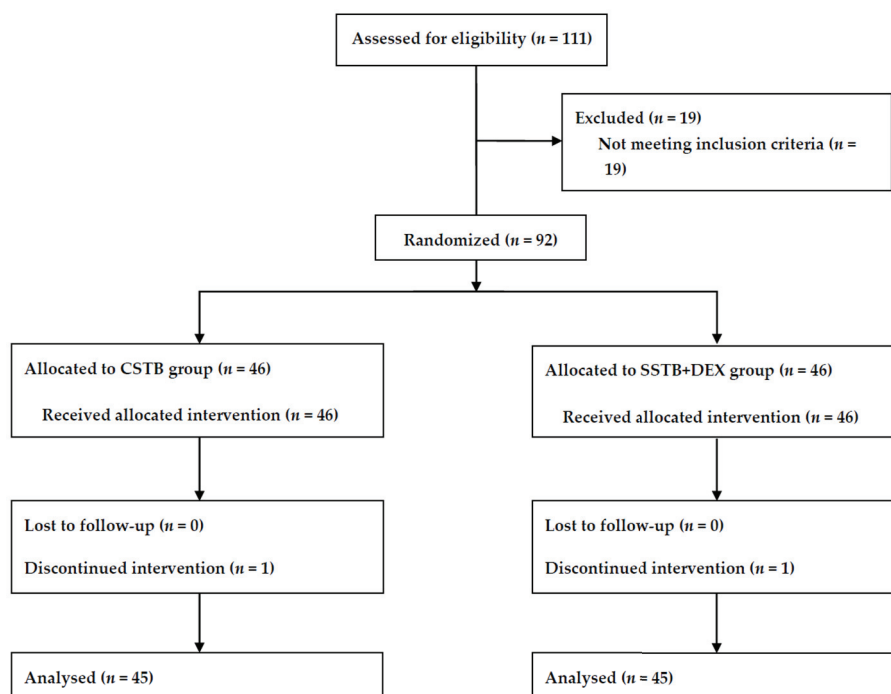 Assessed for eligibility (n = 111)
Excluded (n = 19)
Not meeting inclusion criteria (n =
19)
Randomized (n = 92)
Allocated to CSTB group (n = 46)
Received allocated intervention (n = 46)
Allocated to SSTB+DEX group (n = 46)
Received allocated intervention (n = 46)
Lost to follow-up (n = 0)
Discontinued intervention (n = 1)
Lost to follow-up (n = 0)
Discontinued intervention (n = 1)
Analysed (n = 45)
Analysed (n = 45)